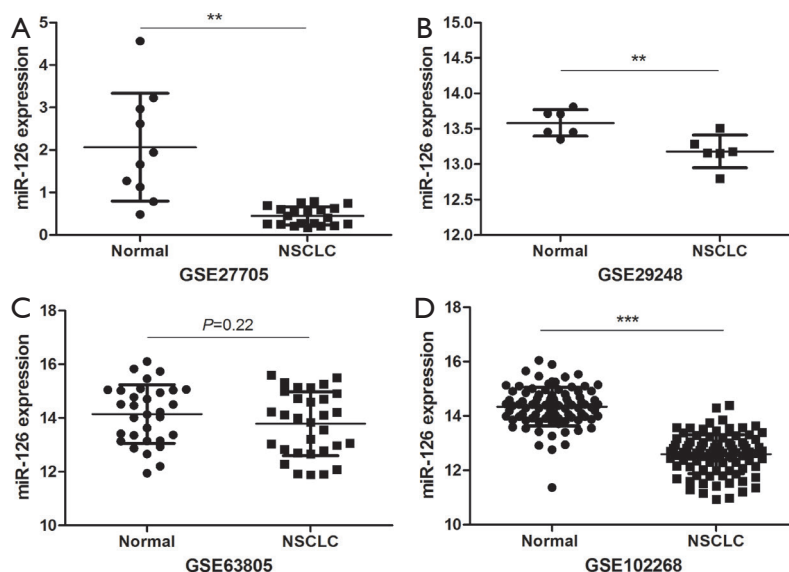 A
miR-126 expression
5
4
3
2
1
0
**
Normal
NSCLC
GSE27705
B
miR-126 expression
15.0
14.5
14.0
13.5
13.0
12.5
12.0
**
Normal
NSCLC
GSE29248
C
miR-126 expression
18
16
14
12
10
P=0.22
Normal
NSCLC
GSE63805
D
miR-126 expression
18
16
14
12
10
***
Normal
NSCLC
GSE102268